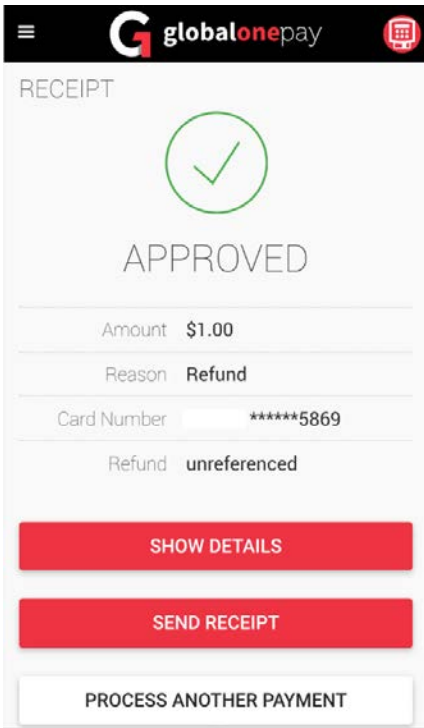 globalonepay
RECEIPT
APPROVED
Amount $1.00
Reason Refund
Card Number ******5869
Refund unreferenced
SHOW DETAILS
SEND RECEIPT
PROCESS ANOTHER PAYMENT